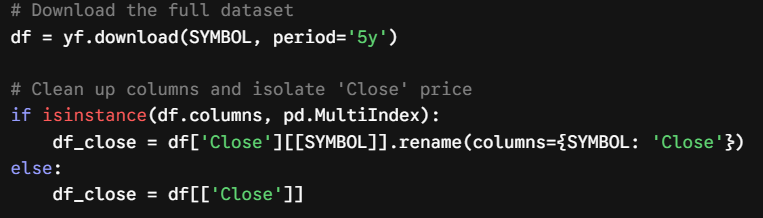 # Download the full dataset
df = yf.download(SYMBOL, period='5y')
# Clean up columns and isolate 'Close' price
if isinstance(df.columns, pd.MultiIndex):
    df_close = df['Close'][[SYMBOL]].rename(columns={SYMBOL: 'Close'})
else:
    df_close = df[['Close']]